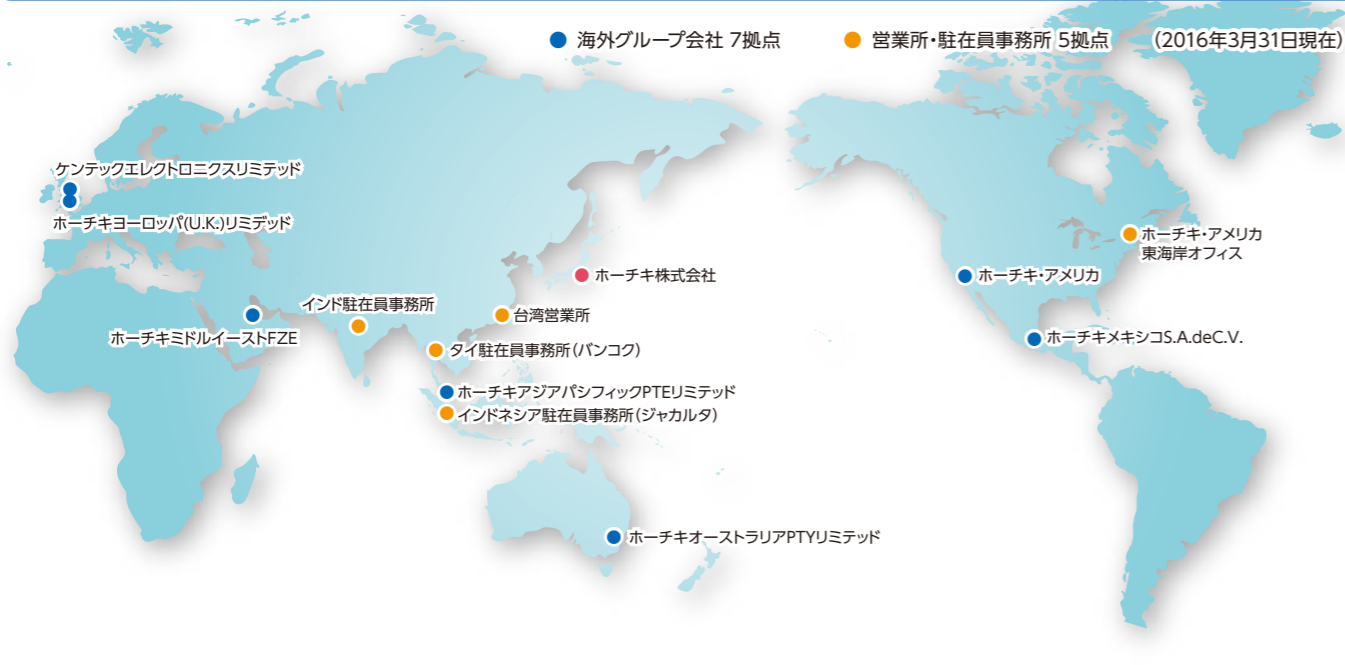 海外グループ会社 7拠点
営業所・駐在員事務所 5拠点
(2016年3月31日現在)
ケンテックエレクトロニクスリミテッド
ホーチキヨーロッパ(U.K.)リミデッド
ホーチキミドルイーストFZE
インド駐在員事務所
ホーチキ株式会社
台湾営業所
タイ駐在員事務所(バンコク)
ホーチキアジアパシフィックPTEリミテッド
インドネシア駐在員事務所(ジャカルタ)
ホーチキオーストラリアPTYリミテッド
ホーチキ・アメリカ
東海岸オフィス
ホーチキ・アメリカ
ホーチキメキシコS.A.deC.V.